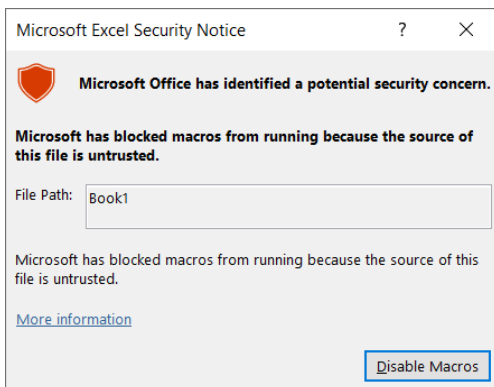 Microsoft Excel Security Notice ? ×
Microsoft Office has identified a potential security concern.
Microsoft has blocked macros from running because the source of
this file is untrusted.
File Path: Book1
Microsoft has blocked macros from running because the source of this
file is untrusted.
More information
Disable Macros